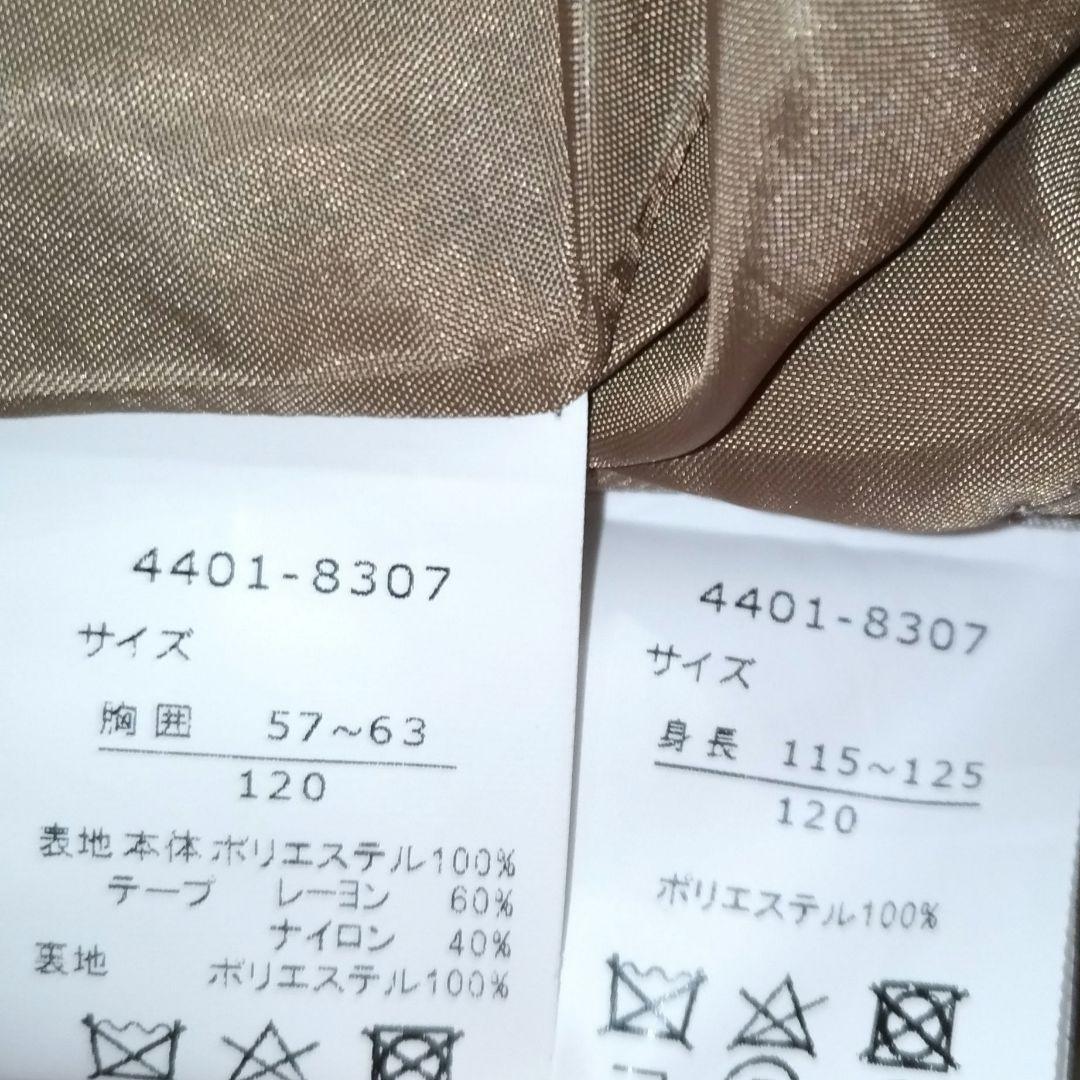 4401-8307
サイズ
胸囲 57~63
120
表地 本体 ポリエステル100%
テープ レーヨン 60%
ナイロン 40%
裏地 ポリエステル100%
4401-8307
サイズ
身長 115~125
120
ポリエステル100%